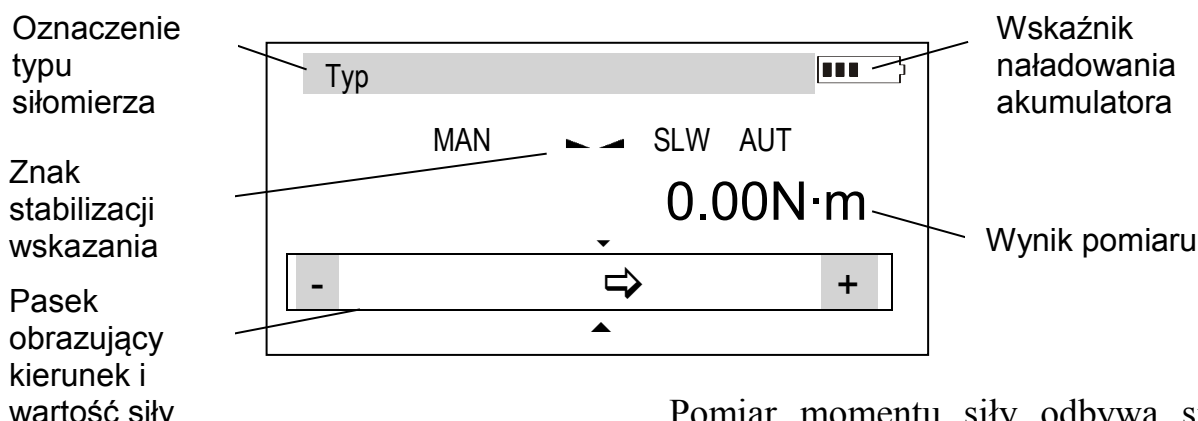 Oznaczenie
typu
siłomierza
Wskaźnik
naładowania
akumulatora
Typ
MAN SLW AUT
Znak
stabilizacji
wskazania
0.00N·m
Wynik pomiaru
- +
Pasek
obrazujący
kierunek i
wartość siły
Pomiar momentu siły odbywa